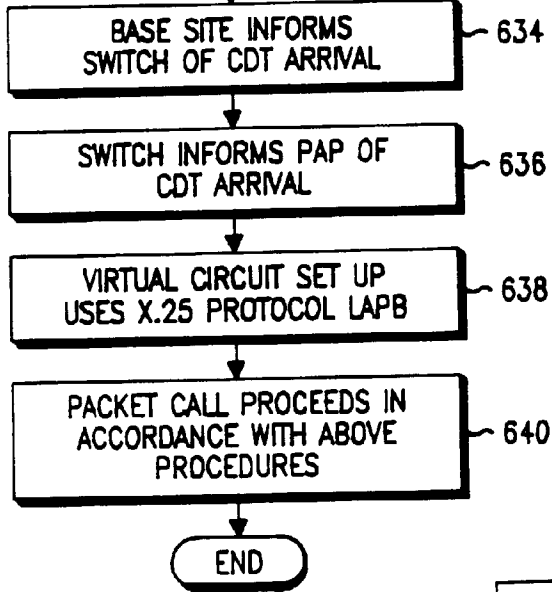 BASE SITE INFORMS
SWITCH OF CDT ARRIVAL
634
SWITCH INFORMS PAP OF
CDT ARRIVAL
636
VIRTUAL CIRCUIT SET UP
USES X.25 PROTOCOL LAPB
638
PACKET CALL PROCEEDS IN
ACCORDANCE WITH ABOVE
PROCEDURES
640
END